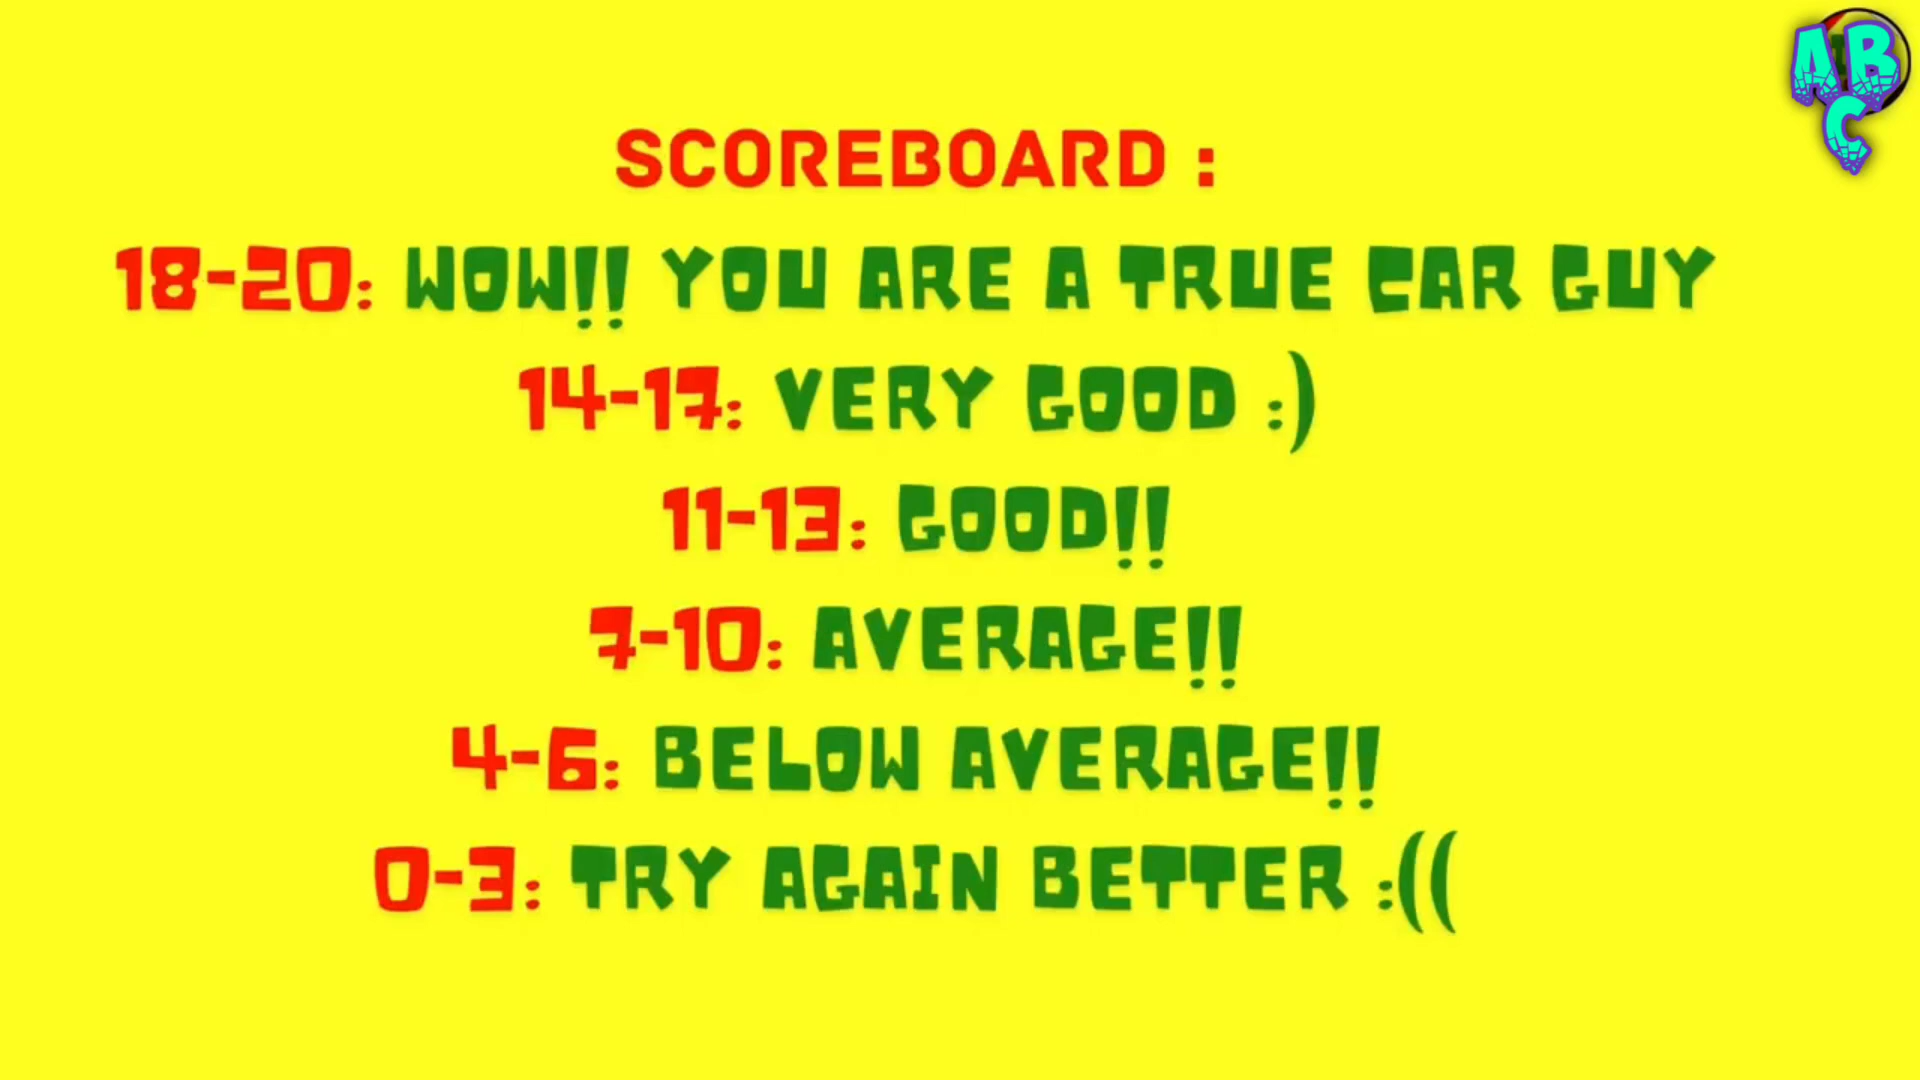 SCOREBOARD :
18-20: WOW!! YOU ARE A TRUE CAR GUY
14-17: VERY GOOD :)
11-13: GOOD!!
7-10: AVERAGE!!
4-6: BELOW AVERAGE!!
0-3: TRY AGAIN BETTER :((
AB
C